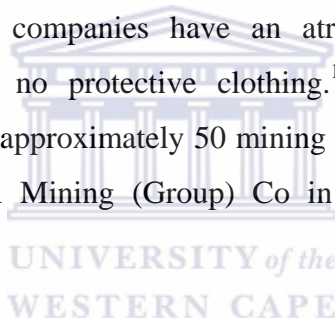 companies have an atr
no protective clothing.1
approximately 50 mining
Mining (Group) Co in
UNIVERSITY of the
WESTERN CAPE